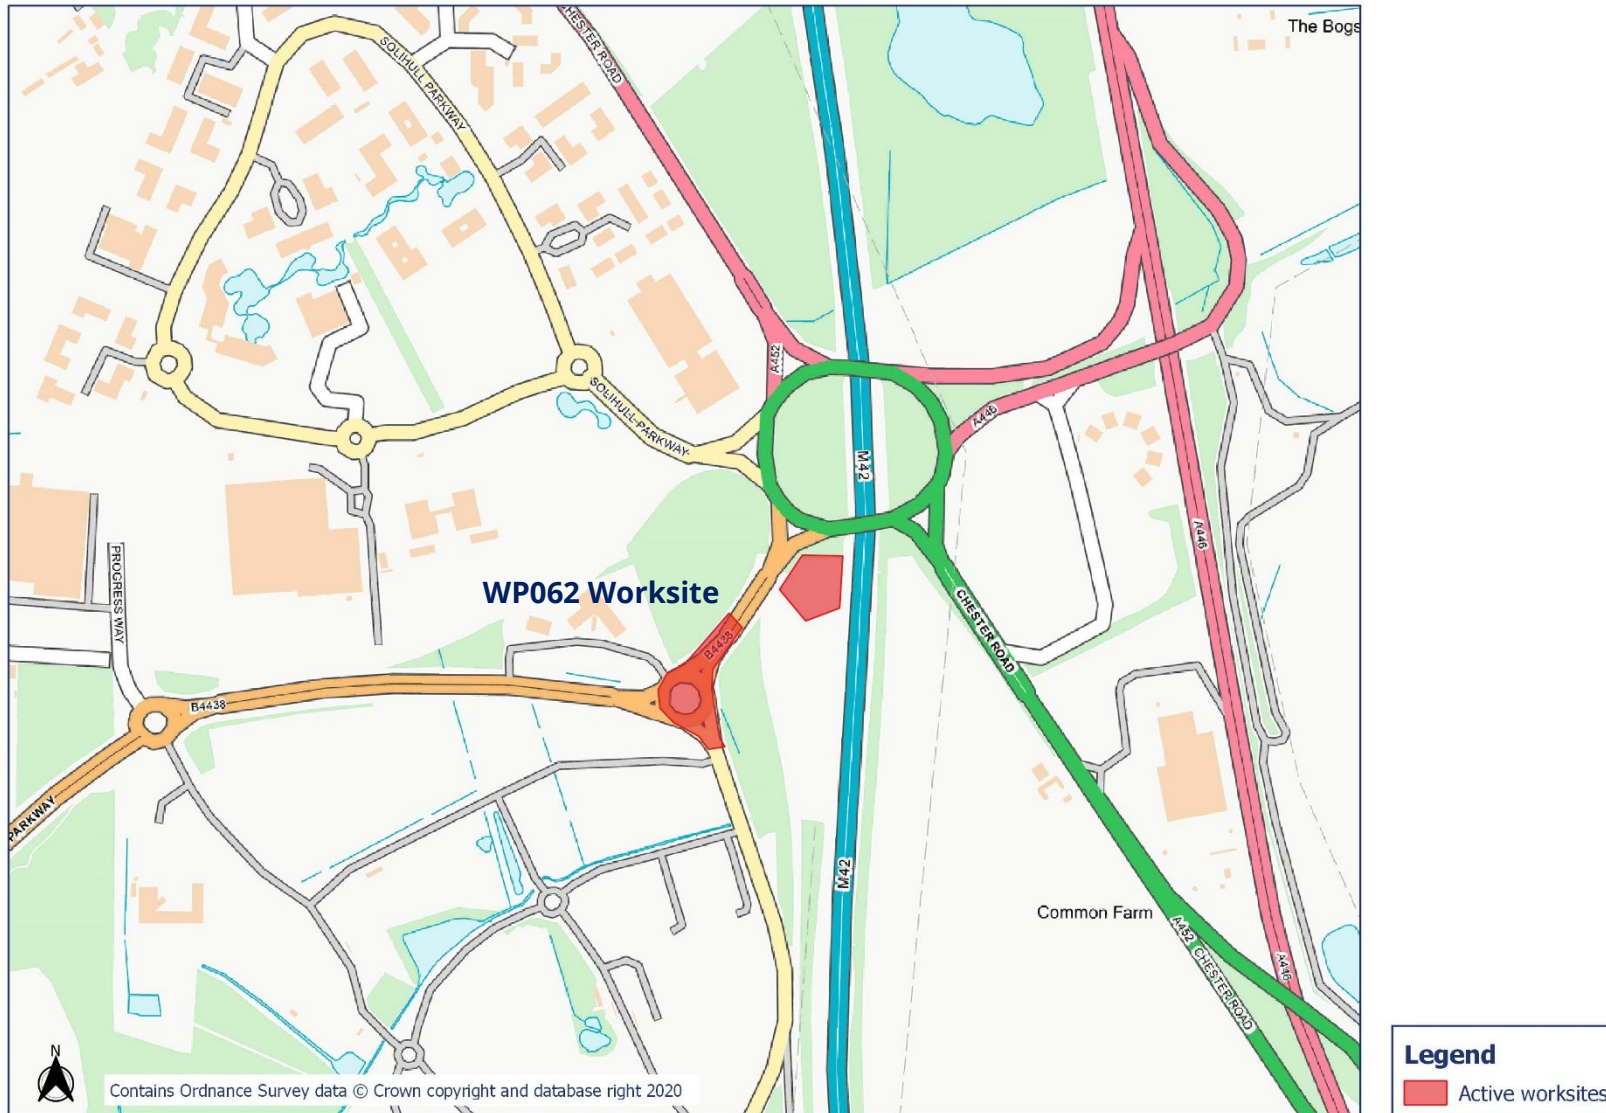 CHESTER ROAD
The Bogs
SOLIHULL PARKWAY
A452
SOLIHULL PARKWAY
A446
M42
A446
PROGRESS WAY
WP062 Worksite
CHESTER ROAD
B4438
B4438
PARKWAY
M42
Common Farm
A452 CHESTER ROAD
A446
N
Contains Ordnance Survey data © Crown copyright and database right 2020
Legend
Active worksites